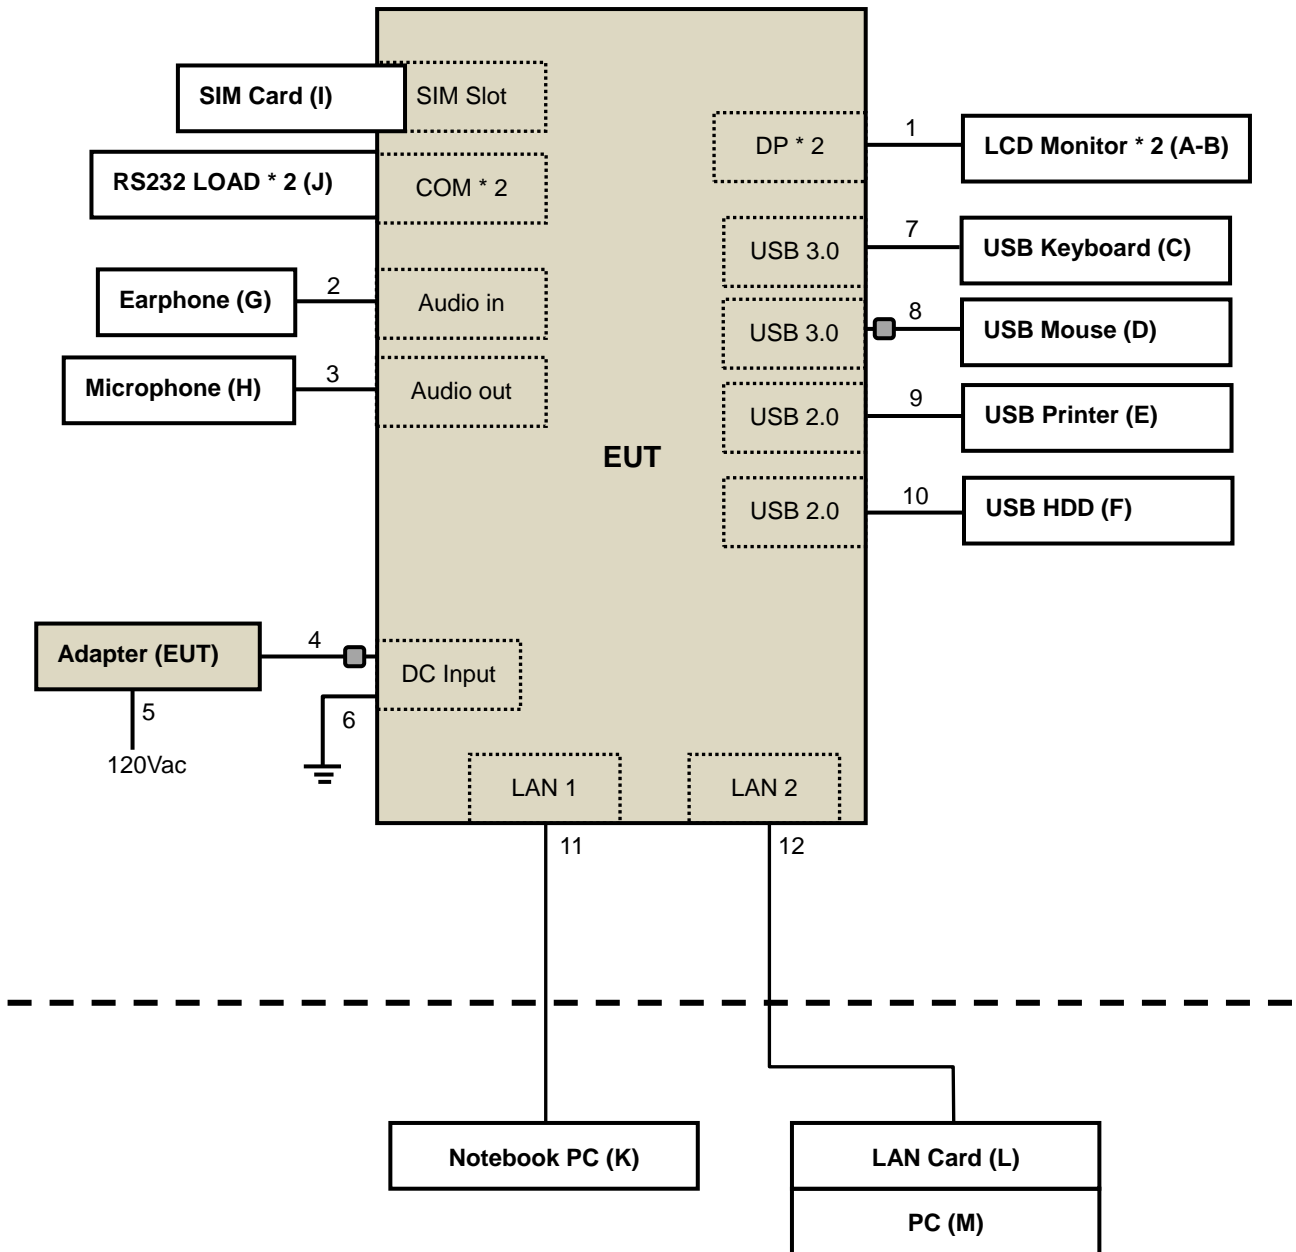 SIM Card (I)
SIM Slot
DP * 2
1
LCD Monitor * 2 (A-B)
RS232 LOAD * 2 (J)
COM * 2
USB 3.0
7
USB Keyboard (C)
Earphone (G)
2
Audio in
USB 3.0
8
USB Mouse (D)
Microphone (H)
3
Audio out
USB 2.0
9
USB Printer (E)
EUT
USB 2.0
10
USB HDD (F)
Adapter (EUT)
4
DC Input
5
6
120Vac
LAN 1
LAN 2
11
12
Notebook PC (K)
LAN Card (L)
PC (M)